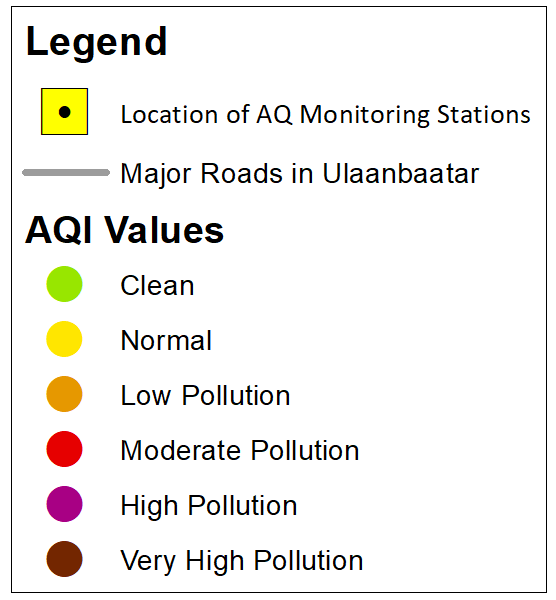 Legend
Location of AQ Monitoring Stations
Major Roads in Ulaanbaatar
AQI Values
Clean
Normal
Low Pollution
Moderate Pollution
High Pollution
Very High Pollution